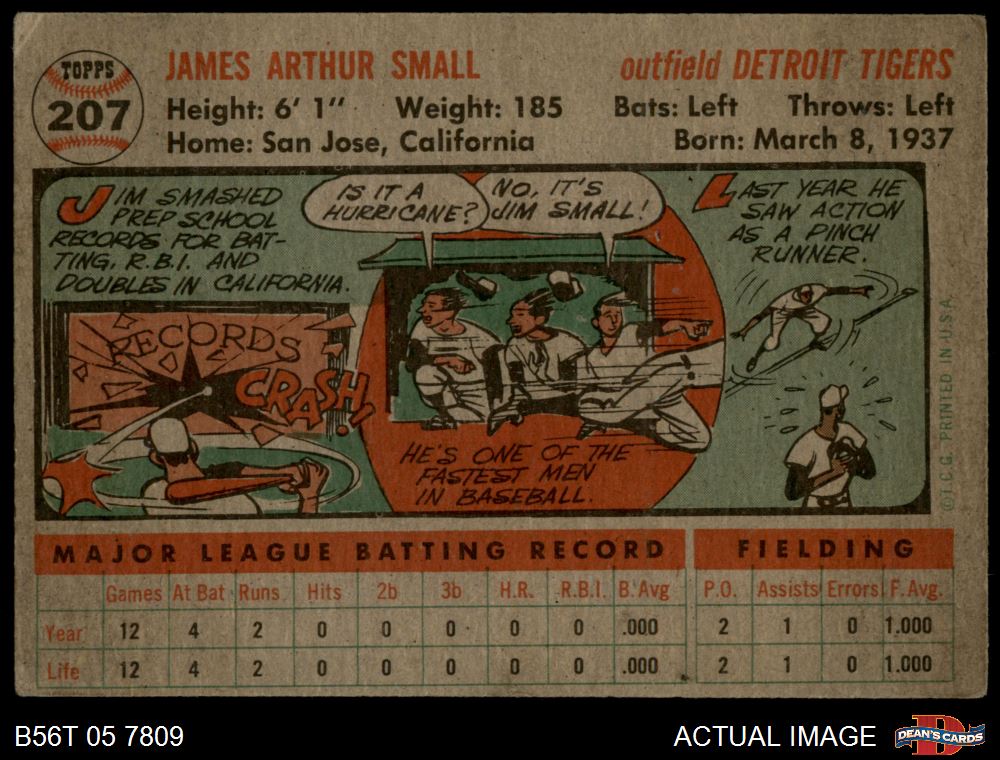 TOPPS
207
JAMES ARTHUR SMALL
outfield DETROIT TIGERS
Height: 6' 1" Weight: 185 Bats: Left Throws: Left
Home: San Jose, California Born: March 8, 1937
JIM SMASHED
PREP SCHOOL
RECORDS FOR BAT-
TING, R.B.I. AND
DOUBLES IN CALIFORNIA.
RECORDS
CRASH!
IS IT A
HURRICANE?
NO, IT'S
JIM SMALL!
HE'S ONE OF THE
FASTEST MEN
IN BASEBALL.
LAST YEAR HE
SAW ACTION
AS A PINCH
RUNNER.
©T.C.G. PRINTED IN U.S.A.
MAJOR LEAGUE BATTING RECORD FIELDING
Games At Bat Runs Hits 2b 3b H.R. R.B.I. B.Avg P.O. Assists Errors F.Avg.
Year 12 4 2 0 0 0 0 0 .000 2 1 0 1.000
Life 12 4 2 0 0 0 0 0 .000 2 1 0 1.000
B56T 05 7809 ACTUAL IMAGE
D
DEAN'S CARDS